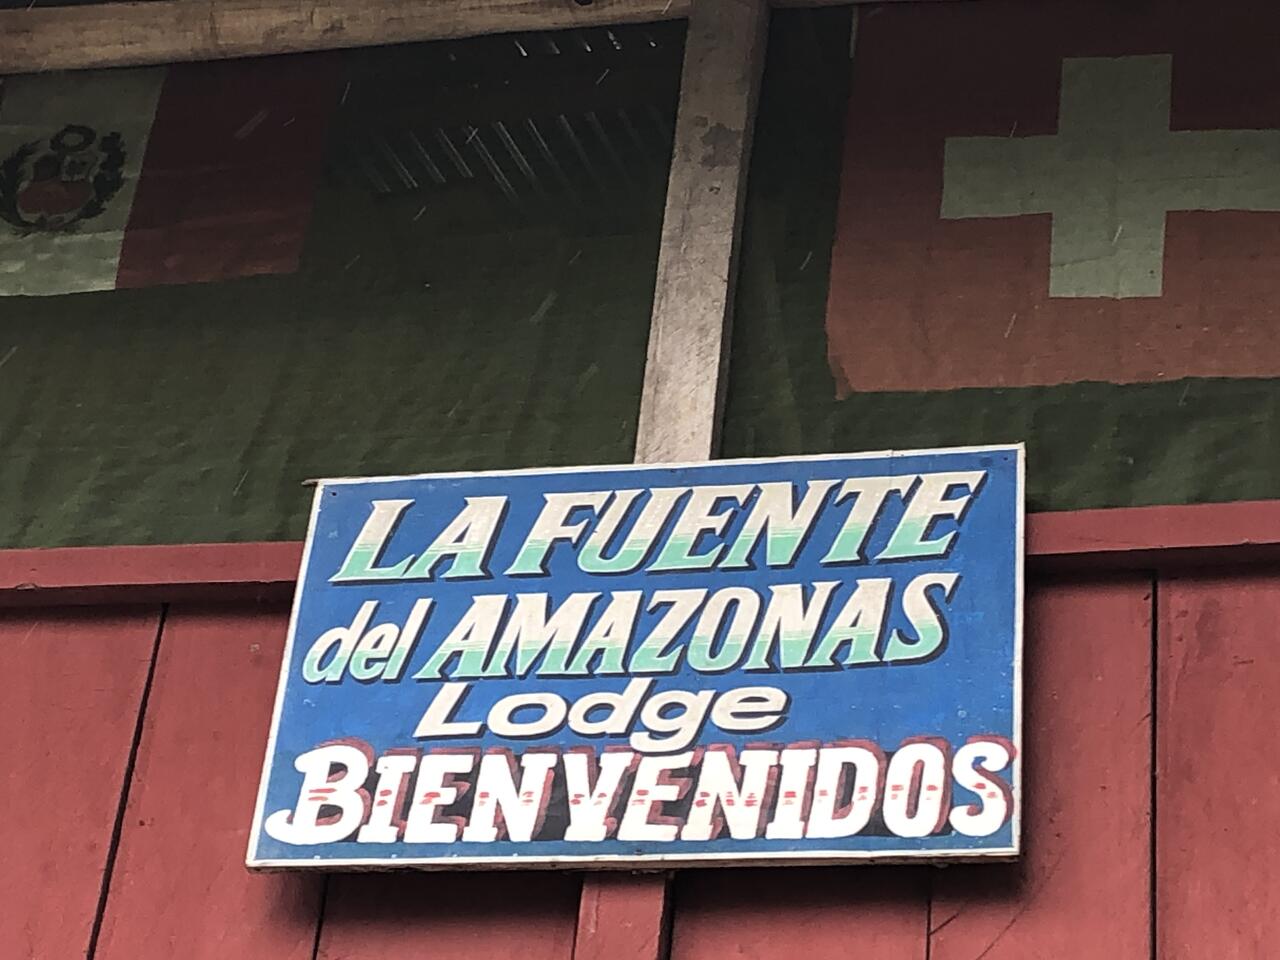 LA FUENTE
del AMAZONAS
Lodge
BIENVENIDOS